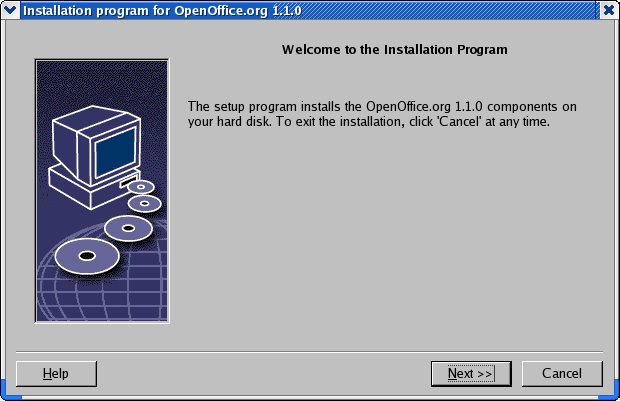 Installation program for OpenOffice.org 1.1.0
Welcome to the Installation Program
The setup program installs the OpenOffice.org 1.1.0 components on
your hard disk. To exit the installation, click 'Cancel' at any time.
Help
Next >>
Cancel